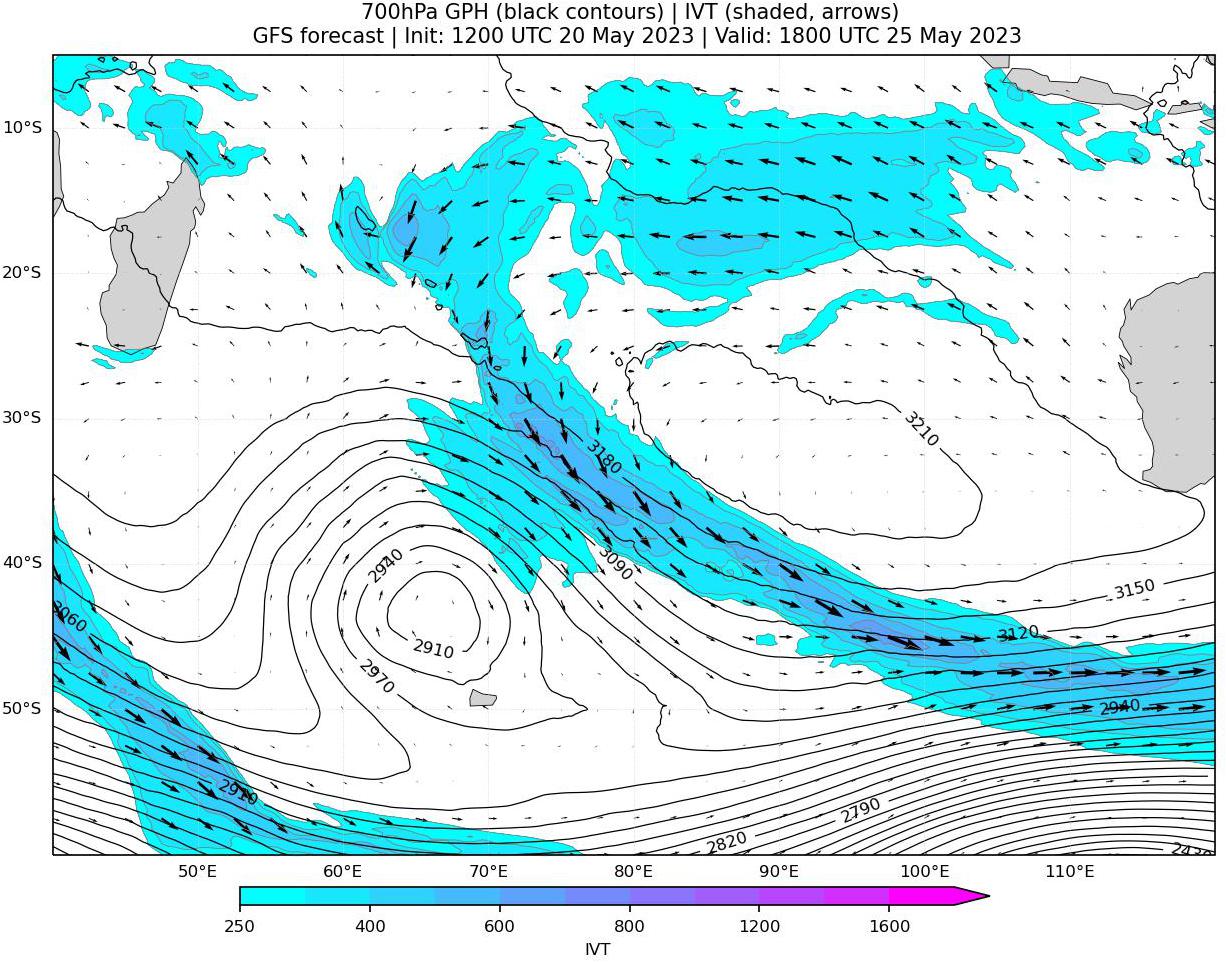 700hPa GPH (black contours) | IVT (shaded, arrows)
GFS forecast | Init: 1200 UTC 20 May 2023 | Valid: 1800 UTC 25 May 2023
10°S
20°S
3210
30°S
3180
2940
3090
40°S
3150
3060
3120
2910
2970
50°S
2940
2910
2790
2820
2430
50°E
60°E
70°E
80°E
90°E
100°E
110°E
250
400
600
800
1200
1600
IVT